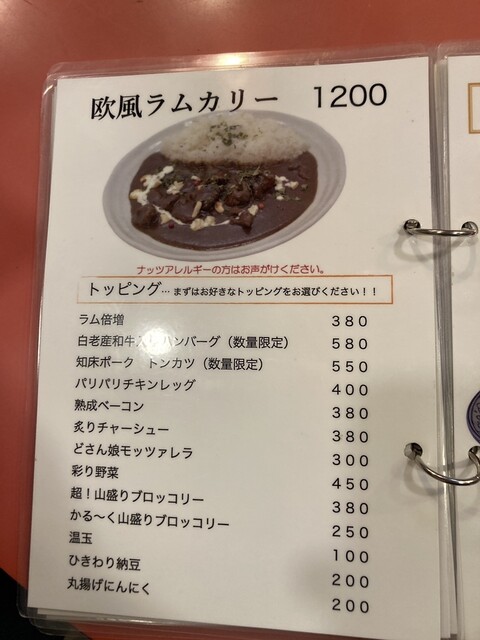 欧風ラムカリー 1200
ナッツアレルギーの方はお声がけください。
トッピング… まずはお好きなトッピングをお選びください！！
ラム倍増 380
白老産和牛入りハンバーグ（数量限定） 580
知床ポーク トンカツ（数量限定） 550
パリパリチキンレッグ 400
熟成ベーコン 380
炙りチャーシュー 380
どさん娘モッツァレラ 300
彩り野菜 450
超！山盛りブロッコリー 380
かる〜く山盛りブロッコリー 250
温玉 100
ひきわり納豆 200
丸揚げにんにく 200